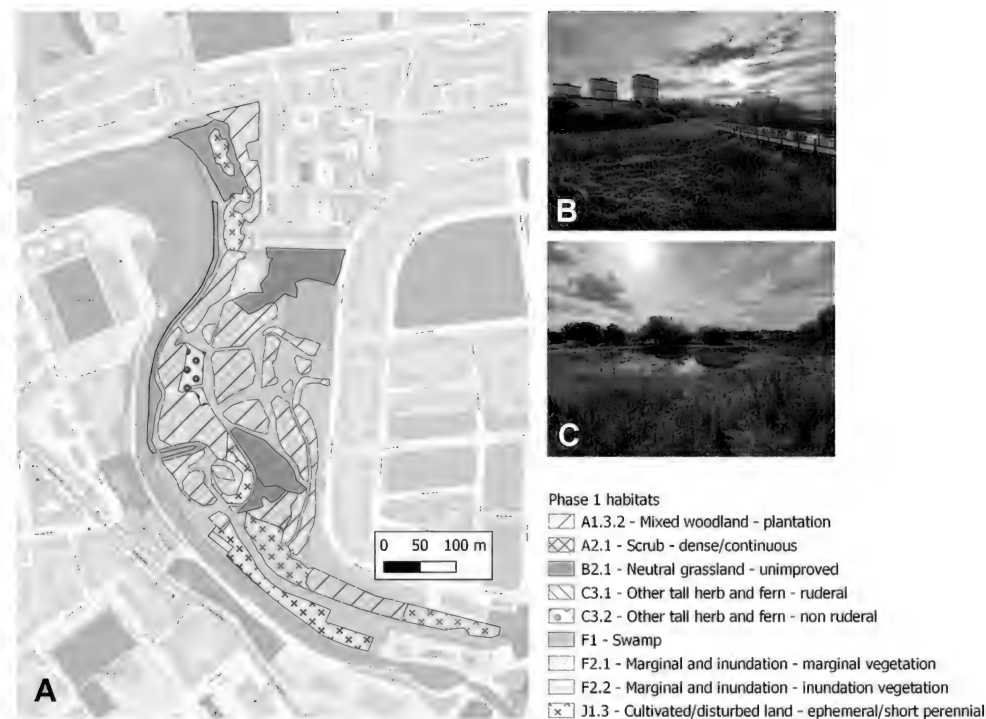 B
0 50 100 m
A
C
Phase 1 habitats
A1.3.2 - Mixed woodland - plantation
A2.1 - Scrub - dense/continuous
B2.1 - Neutral grassland - unimproved
C3.1 - Other tall herb and fern - ruderal
C3.2 - Other tall herb and fern - non ruderal
F1 - Swamp
F2.1 - Marginal and inundation - marginal vegetation
F2.2 - Marginal and inundation - inundation vegetation
J1.3 - Cultivated/disturbed land - ephemeral/short perennial